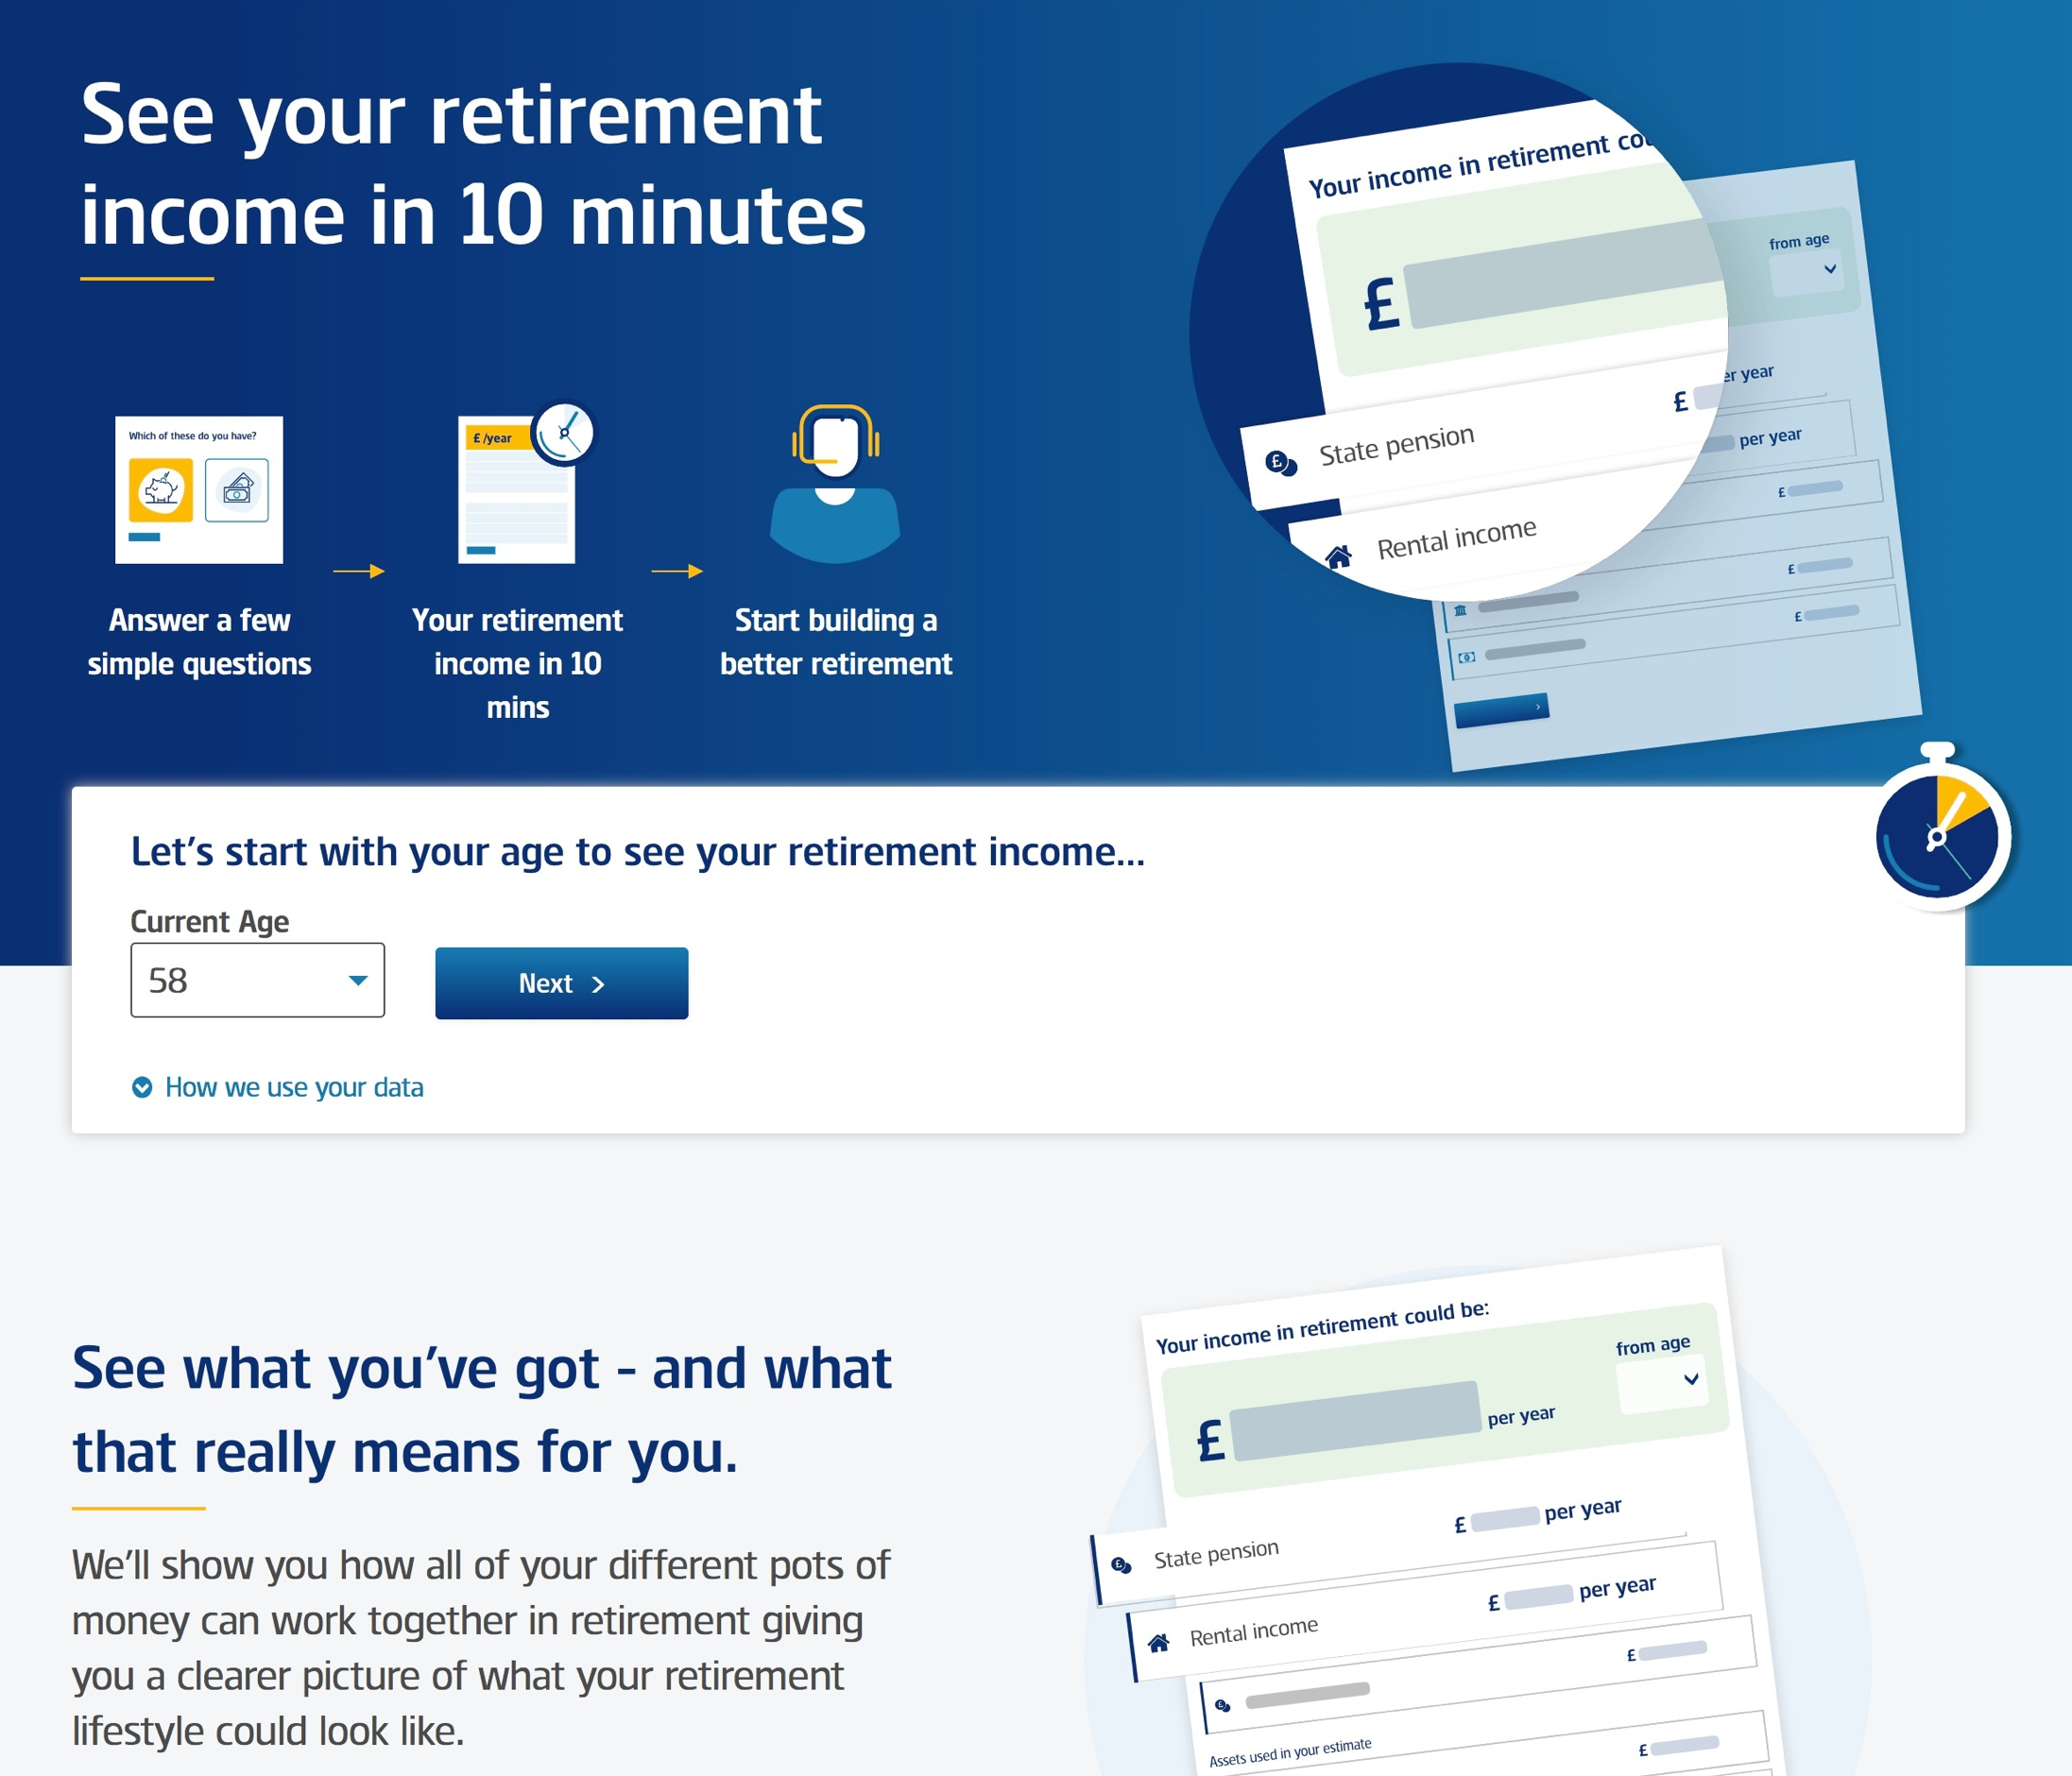 See your retirement
income in 10 minutes
Which of these do you have?
£ /year
Answer a few
simple questions
Your retirement
income in 10
mins
Start building a
better retirement
Your income in retirement cou
£
State pension
£
Rental income
from age
er year
per year
£
£
£
Let's start with your age to see your retirement income...
Current Age
58
Next
How we use your data
See what you've got - and what
that really means for you.
We'll show you how all of your different pots of
money can work together in retirement giving
you a clearer picture of what your retirement
lifestyle could look like.
Your income in retirement could be:
from age
£ per year
State pension £ per year
Rental income £ per year
£
Assets used in your estimate
£